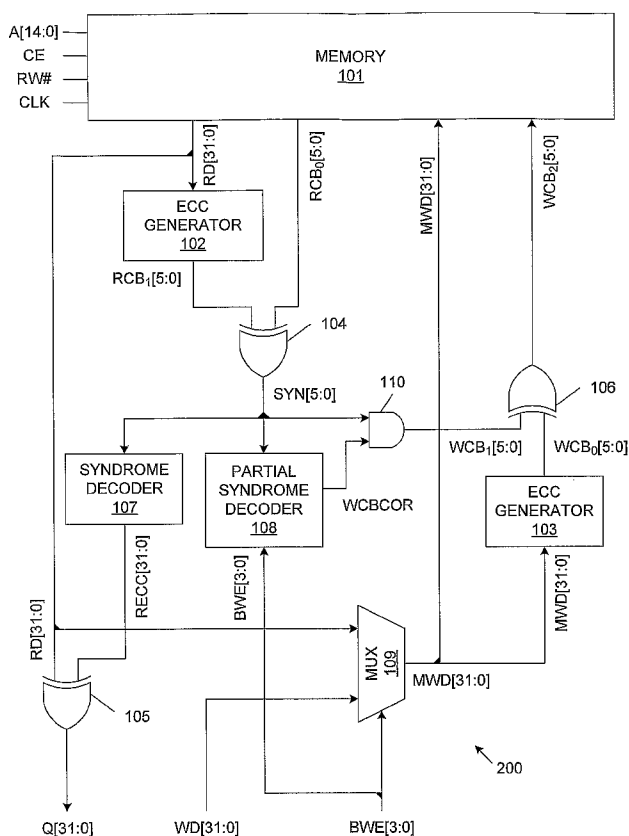 A[14:0]
CE
RW#
CLK
MEMORY
101
RD[31:0]
RCB₀[5:0]
MWD[31:0]
WCB₂[5:0]
ECC
GENERATOR
102
RCB₁[5:0]
104
110
106
SYN[5:0]
WCB₁[5:0]
WCB₀[5:0]
SYNDROME
DECODER
107
PARTIAL
SYNDROME
DECODER
108
WCBCOR
ECC
GENERATOR
103
RECC[31:0]
BWE[3:0]
MWD[31:0]
RD[31:0]
MUX
109
MWD[31:0]
105
200
Q[31:0]
WD[31:0]
BWE[3:0]